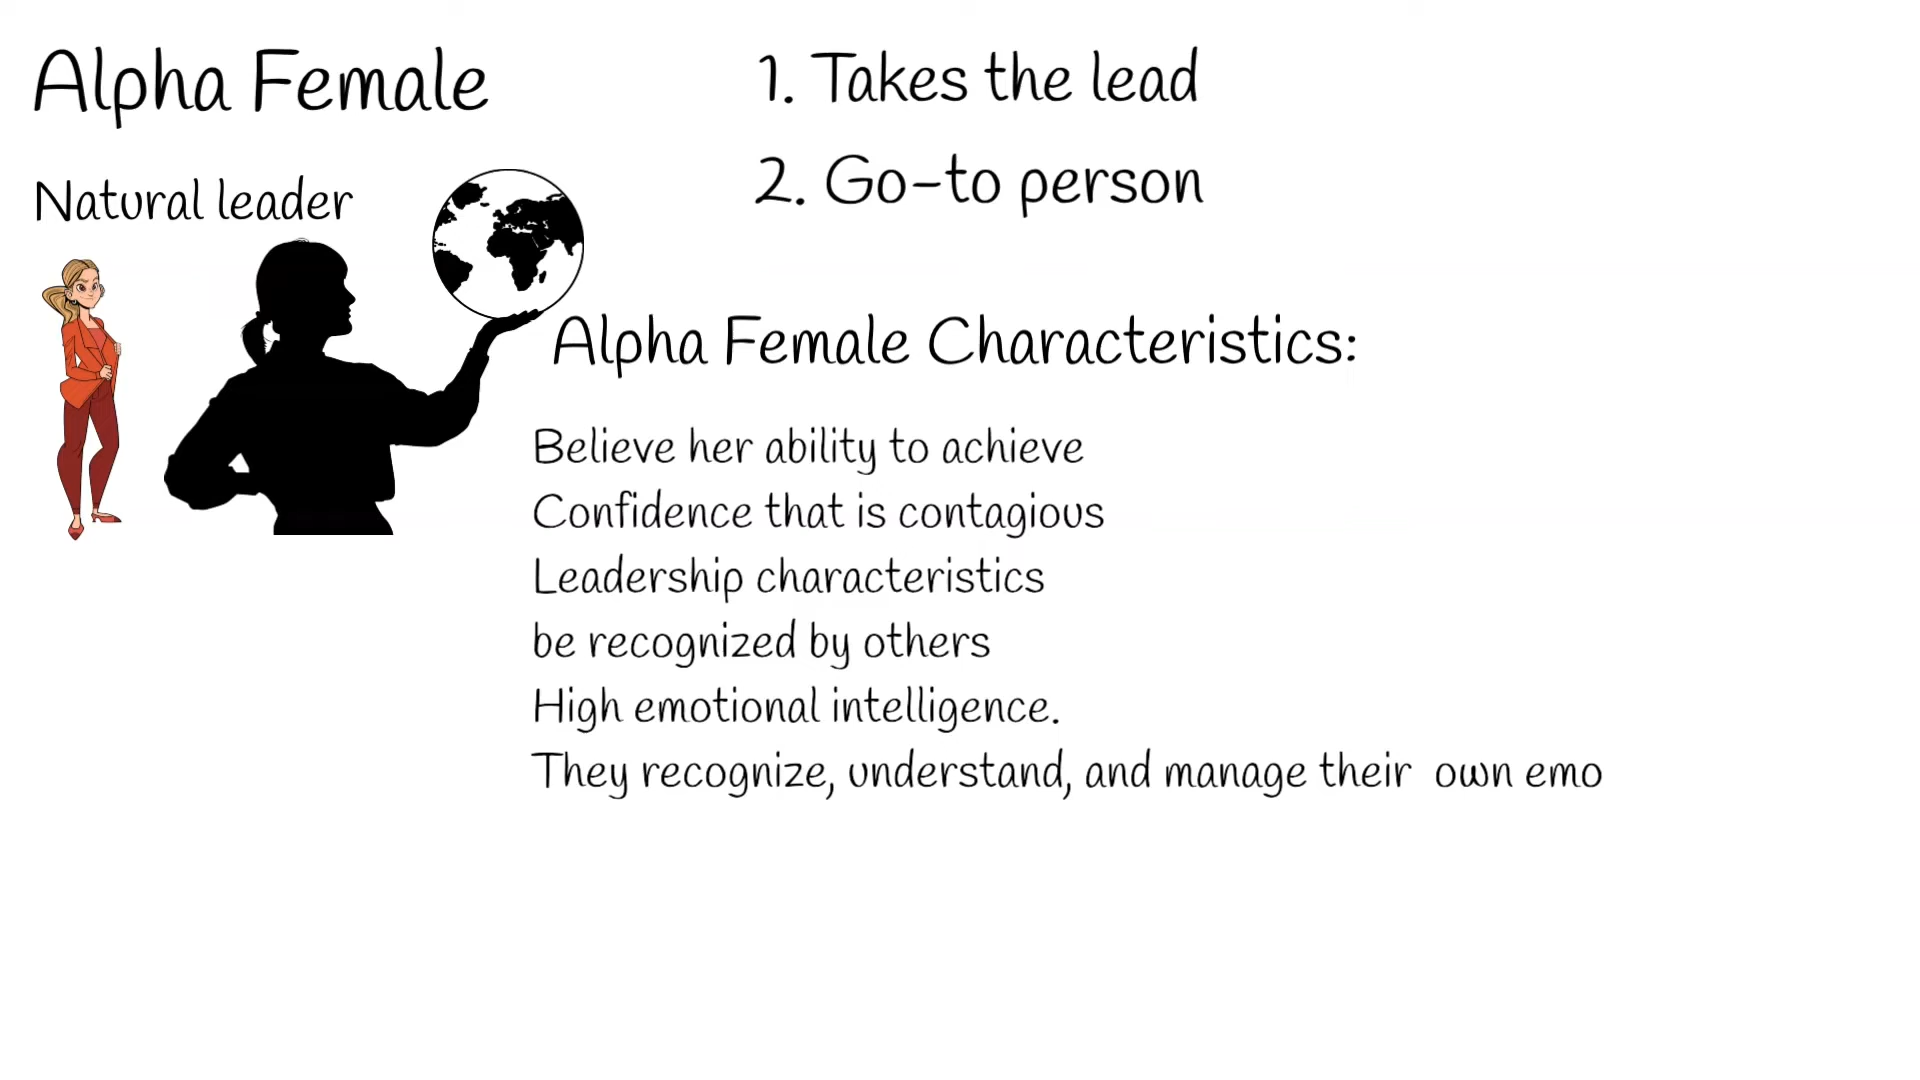 Alpha Female
Natural leader
1. Takes the lead
2. Go-to person
Alpha Female Characteristics:
Believe her ability to achieve
Confidence that is contagious
Leadership characteristics
be recognized by others
High emotional intelligence.
They recognize, understand, and manage their  own emo